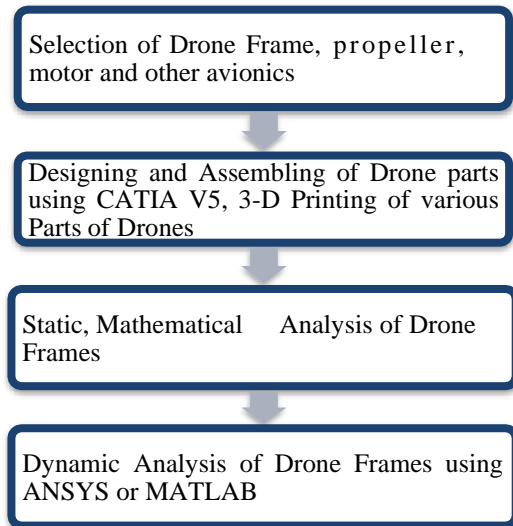 Selection of Drone Frame, propeller,
motor and other avionics
Designing and Assembling of Drone parts
using CATIA V5, 3-D Printing of various
Parts of Drones
Static, Mathematical Analysis of Drone
Frames
Dynamic Analysis of Drone Frames using
ANSYS or MATLAB